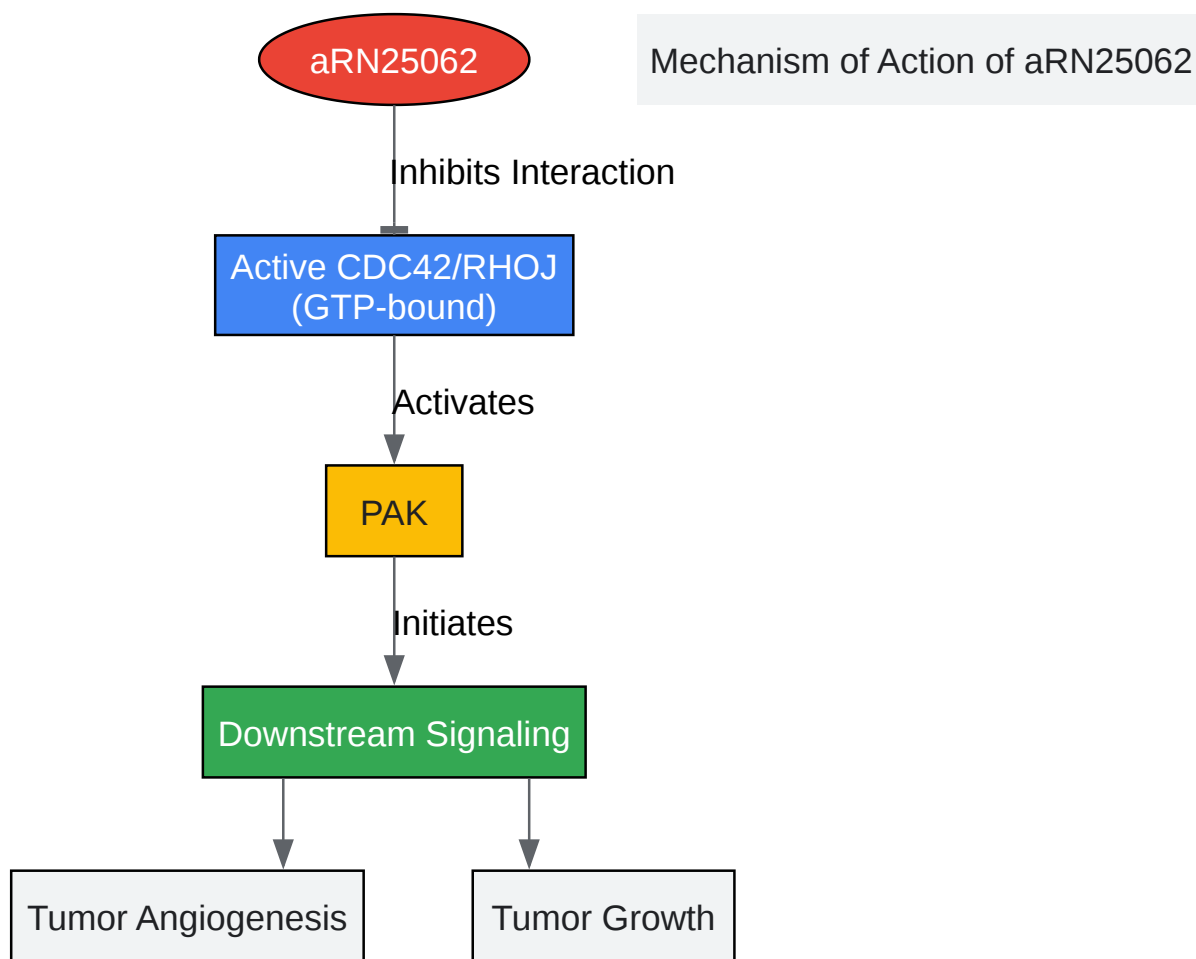 aRN25062
Mechanism of Action of aRN25062
Inhibits Interaction
Active CDC42/RHOJ
(GTP-bound)
Activates
PAK
Initiates
Downstream Signaling
Tumor Angiogenesis
Tumor Growth